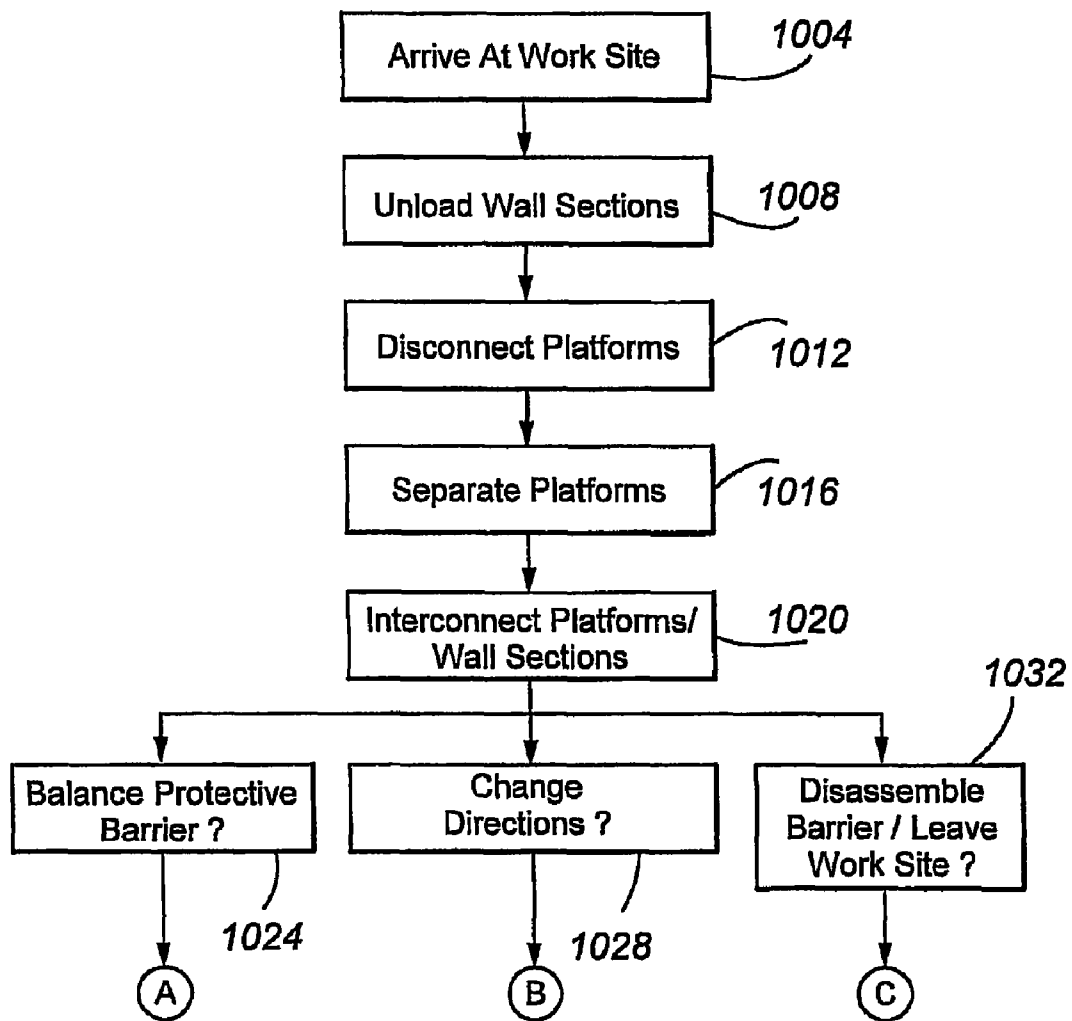 Arrive At Work Site
1004
Unload Wall Sections
1008
Disconnect Platforms
1012
Separate Platforms
1016
Interconnect Platforms/
Wall Sections
1020
1032
Balance Protective
Barrier ?
1024
Change
Directions ?
1028
Disassemble
Barrier / Leave
Work Site ?
A
B
C